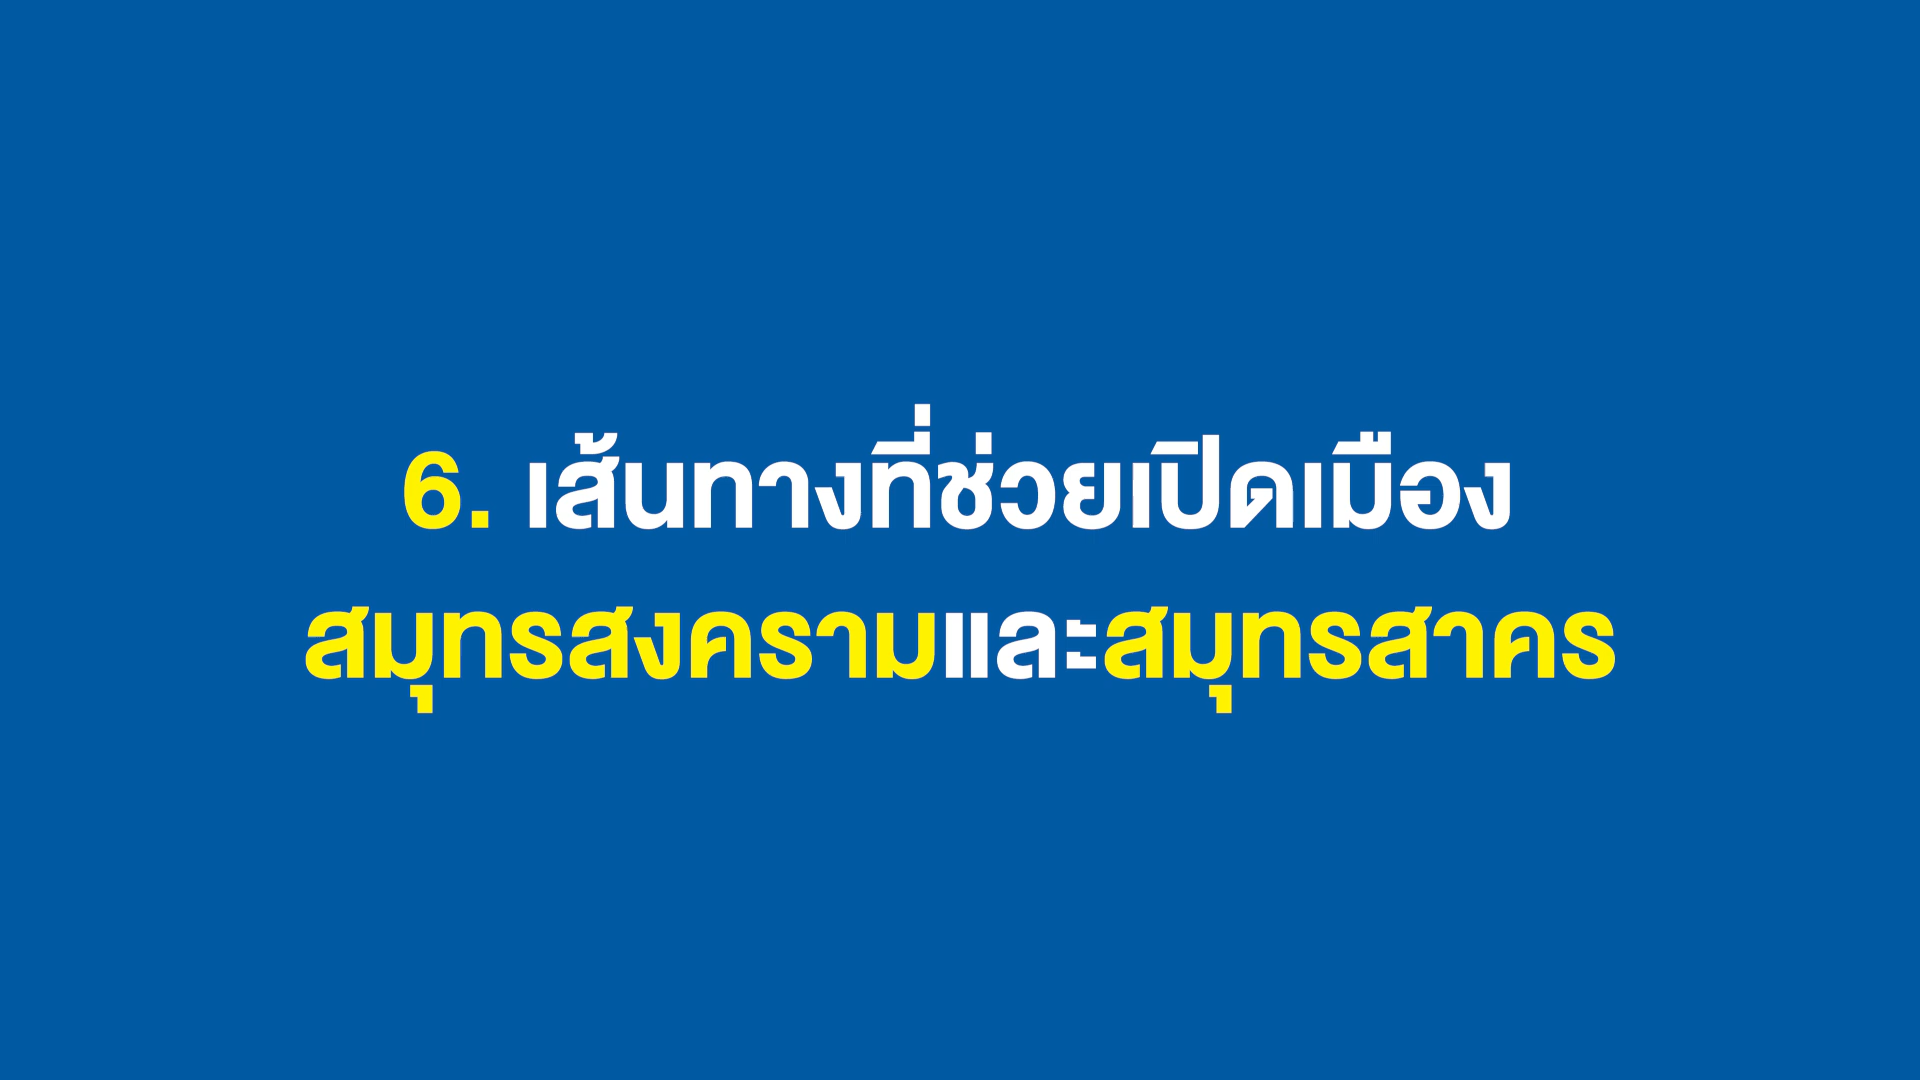 6. เส้นทางที่ช่วยเปิดเมือง
สมุทรสงครามและสมุทรสาคร